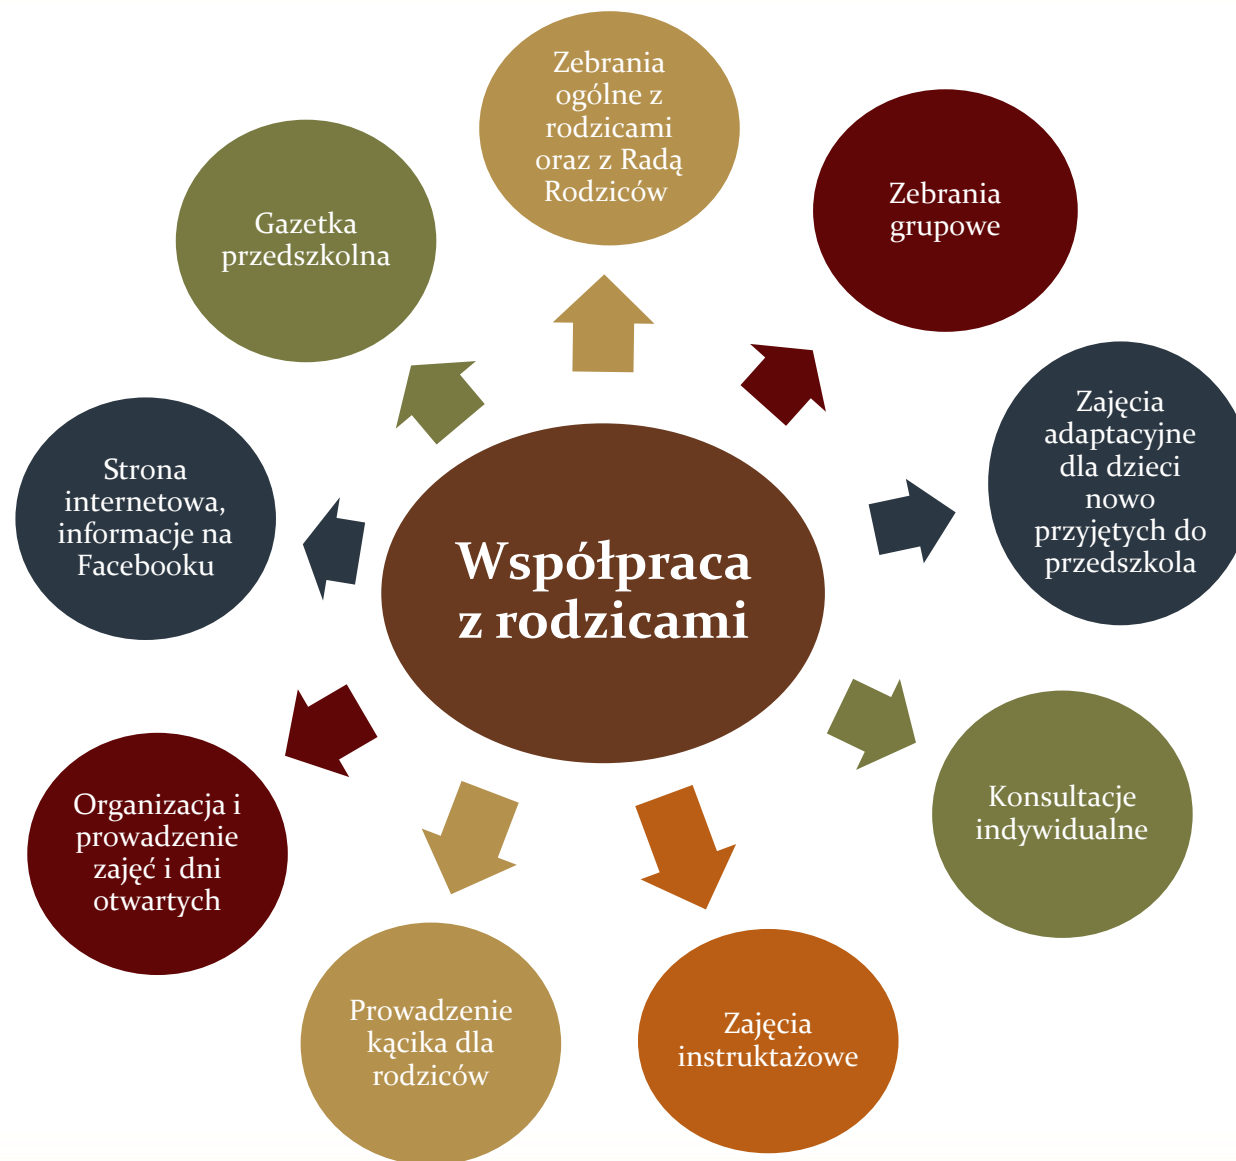 Zebrania
ogólne z
rodzicami
oraz z Radą
Rodziców
Zebrania
grupowe
Zajęcia
adaptacyjne
dla dzieci
nowo
przyjętych do
przedszkola
Konsultacje
indywidualne
Zajęcia
instruktażowe
Prowadzenie
kącika dla
rodziców
Organizacja i
prowadzenie
zajęć i dni
otwartych
Strona
internetowa,
informacje na
Facebooku
Gazetka
przedszkolna
Współpraca
z rodzicami